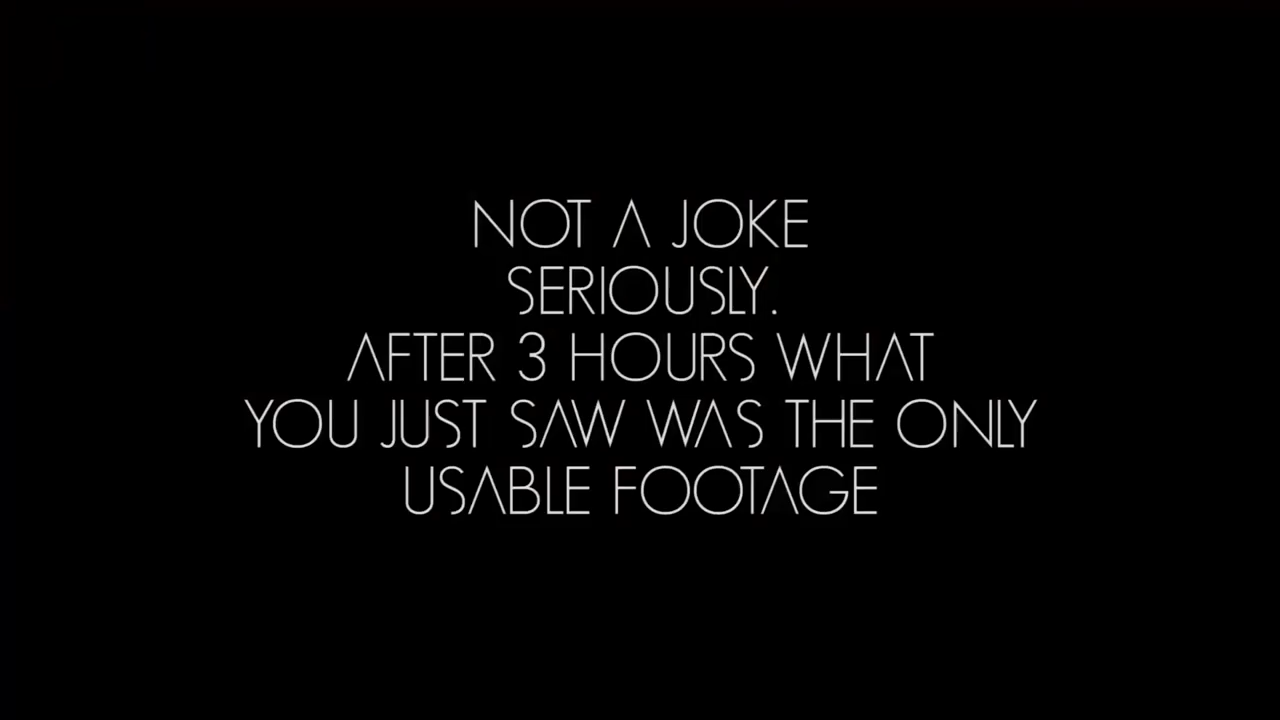 NOT A JOKE
SERIOUSLY.
AFTER 3 HOURS WHAT
YOU JUST SAW WAS THE ONLY
USABLE FOOTAGE